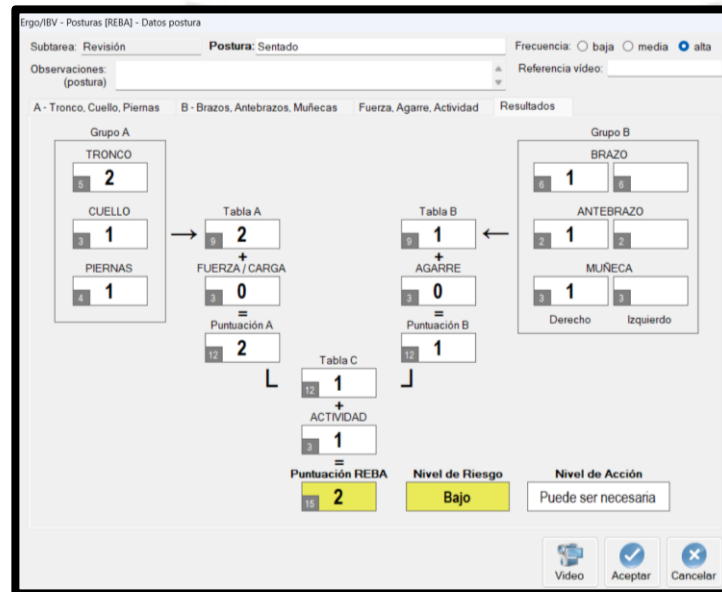 Ergo/IBV - Posturas [REBA] - Datos postura
Subtarea: Revisión Postura: Sentado Frecuencia: baja media alta
Observaciones: (postura) Referencia vídeo:
A - Tronco, Cuello, Piernas B - Brazos, Antebrazos, Muñecas Fuerza, Agarre, Actividad Resultados
Grupo A Grupo B
TRONCO BRAZO
5 2 6 1 6
CUELLO Tabla A Tabla B ANTEBRAZO
3 1 → 9 2 9 1 ← 2 1 2
+ +
PIERNAS FUERZA / CARGA AGARRE MUÑECA
4 1 3 0 3 0 3 1 3
= = Derecho Izquierdo
Puntuación A Puntuación B
12 2 12 1
Tabla C
12 1
+
ACTIVIDAD
3 1
=
Puntuación REBA Nivel de Riesgo Nivel de Acción
15 2 Bajo Puede ser necesaria
Video Aceptar Cancelar